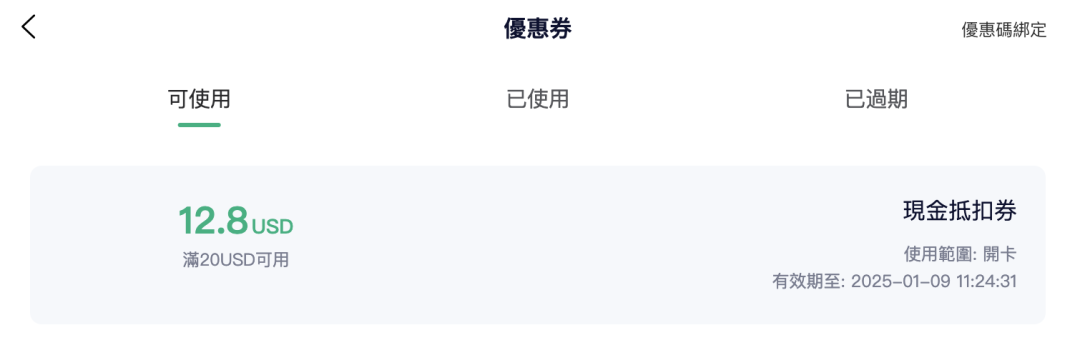 優惠券
優惠碼綁定
可使用
已使用
已過期
12.8 USD
滿20USD可用
現金抵扣券
使用範圍: 開卡
有效期至: 2025-01-09 11:24:31